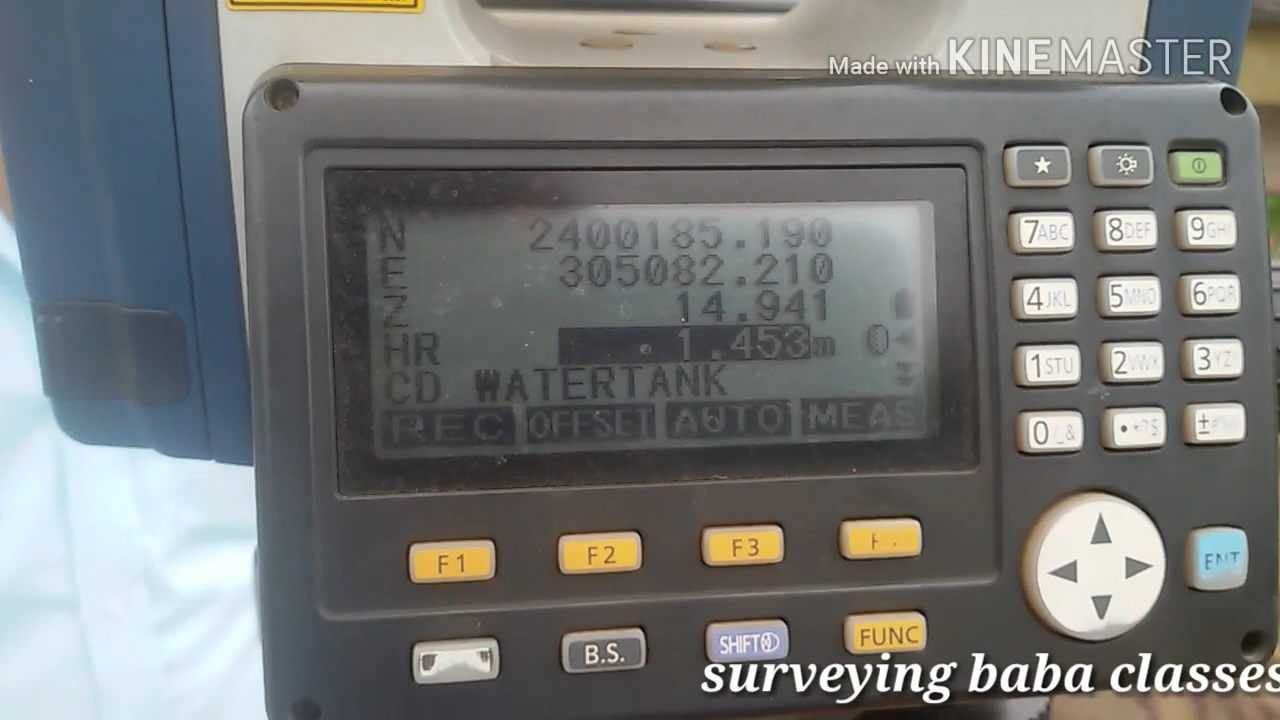 Made with KINEMASTER
N 2400185.190
E 305082.210
Z 14.941
HR 1.453m
CD WATERTANK
REC OFFSET AUTO MEAS
7ABC 8DEF 9GHI
4JKL 5MNO 6PQR
1STU 2VWX 3YZ
0/_&
F1 F2 F3
ENT
B.S. SHIFT FUNC
surveying baba classes